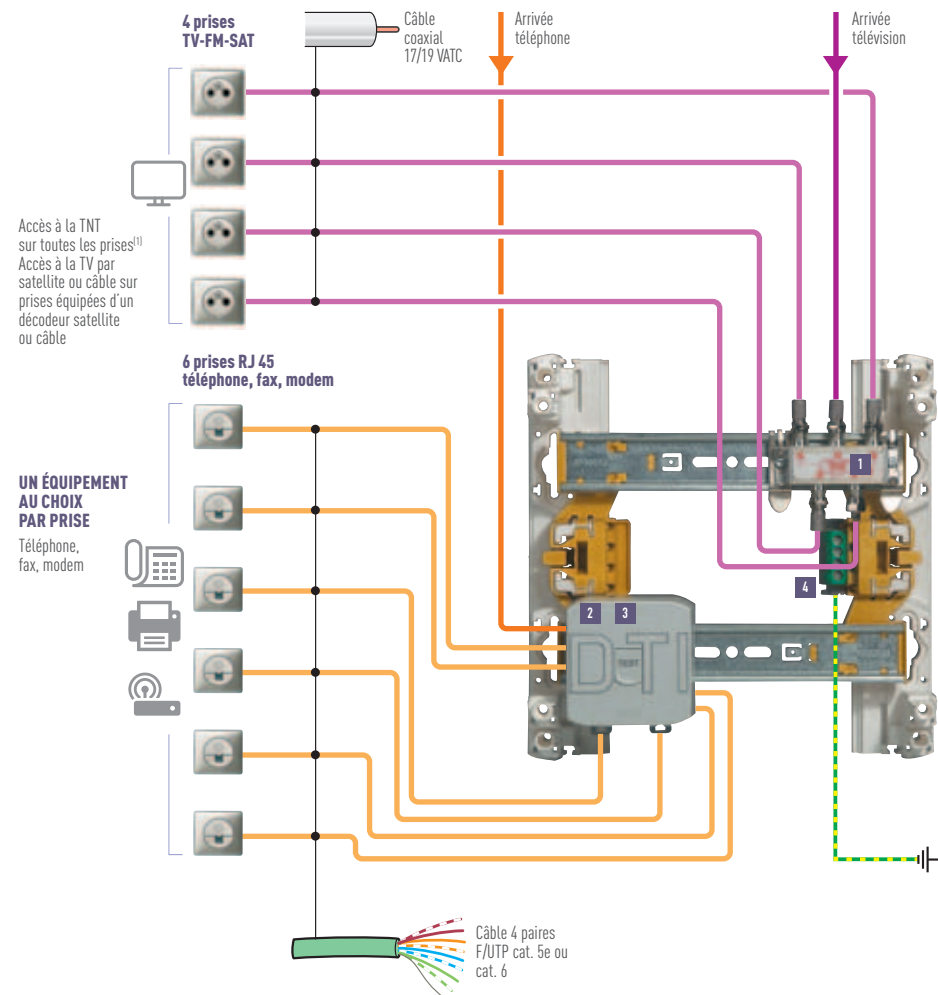 4 prises
TV-FM-SAT
Câble
coaxial
17/19 VATC
Arrivée
téléphone
Arrivée
télévision
Accès à la TNT
sur toutes les prises(1)
Accès à la TV par
satellite ou câble sur
prises équipées d'un
décodeur satellite
ou câble
6 prises RJ 45
téléphone, fax, modem
UN ÉQUIPEMENT
AU CHOIX
PAR PRISE
Téléphone,
fax, modem
1
4
2 3
DTI
TEST
Câble 4 paires
F/UTP cat. 5e ou
cat. 6